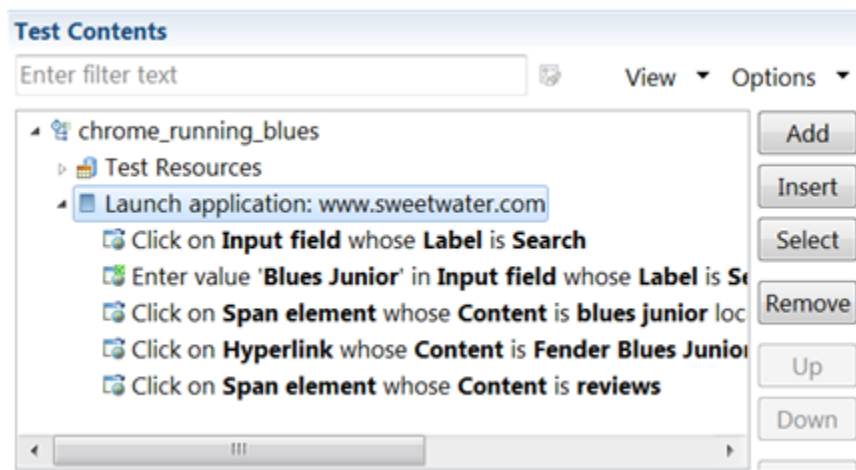 Test Contents
Enter filter text
View Options
chrome_running_blues
Test Resources
Launch application: www.sweetwater.com
Click on Input field whose Label is Search
Enter value 'Blues Junior' in Input field whose Label is
Click on Span element whose Content is blues junior loc
Click on Hyperlink whose Content is Fender Blues Junior
Click on Span element whose Content is reviews
Add
Insert
Select
Remove
Up
Down